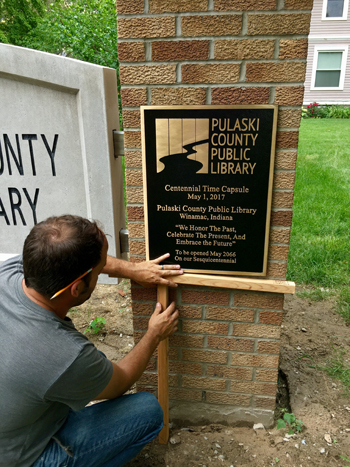 UNTY
ARY
PULASKI
COUNTY
PUBLIC
LIBRARY
Centennial Time Capsule
May 1, 2017
Pulaski County Public Library
Winamac, Indiana
"We Honor The Past,
Celebrate The Present, And
Embrace the Future"
To be opened May 2066
On our Sesquicentennial